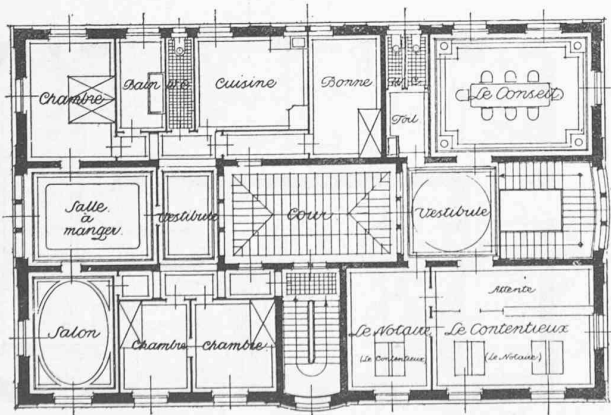 Chambre
Bain
W.C.
Cuisine
Bonne
W.
C.
Toil.
Le Conseil
Salle
à
manger.
Vestibule
Cour
Vestibule
Salon
Chambre
Chambre
Le Notaire
(Le Contentieux)
Attente
Le Contentieux
(Le Notaire)